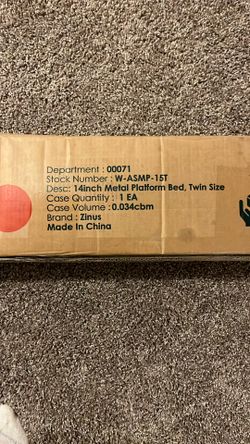 Department : 00071
Stock Number : W-ASMP-15T
Desc: 14inch Metal Platform Bed, Twin Size
Case Quantity : 1 EA
Case Volume : 0.034cbm
Brand : Zinus
Made In China